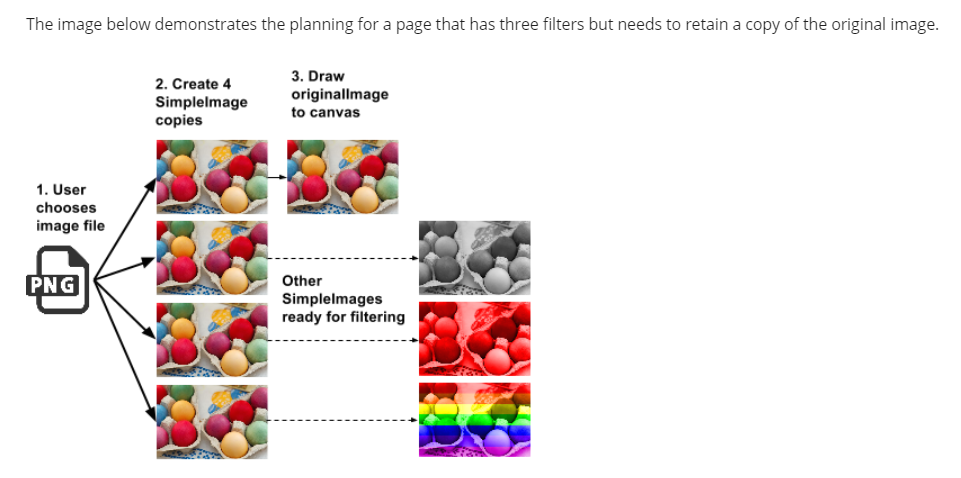 The image below demonstrates the planning for a page that has three filters but needs to retain a copy of the original image.
2. Create 4
SimpleImage
copies
3. Draw
originalImage
to canvas
1. User
chooses
image file
PNG
Other
SimpleImages
ready for filtering